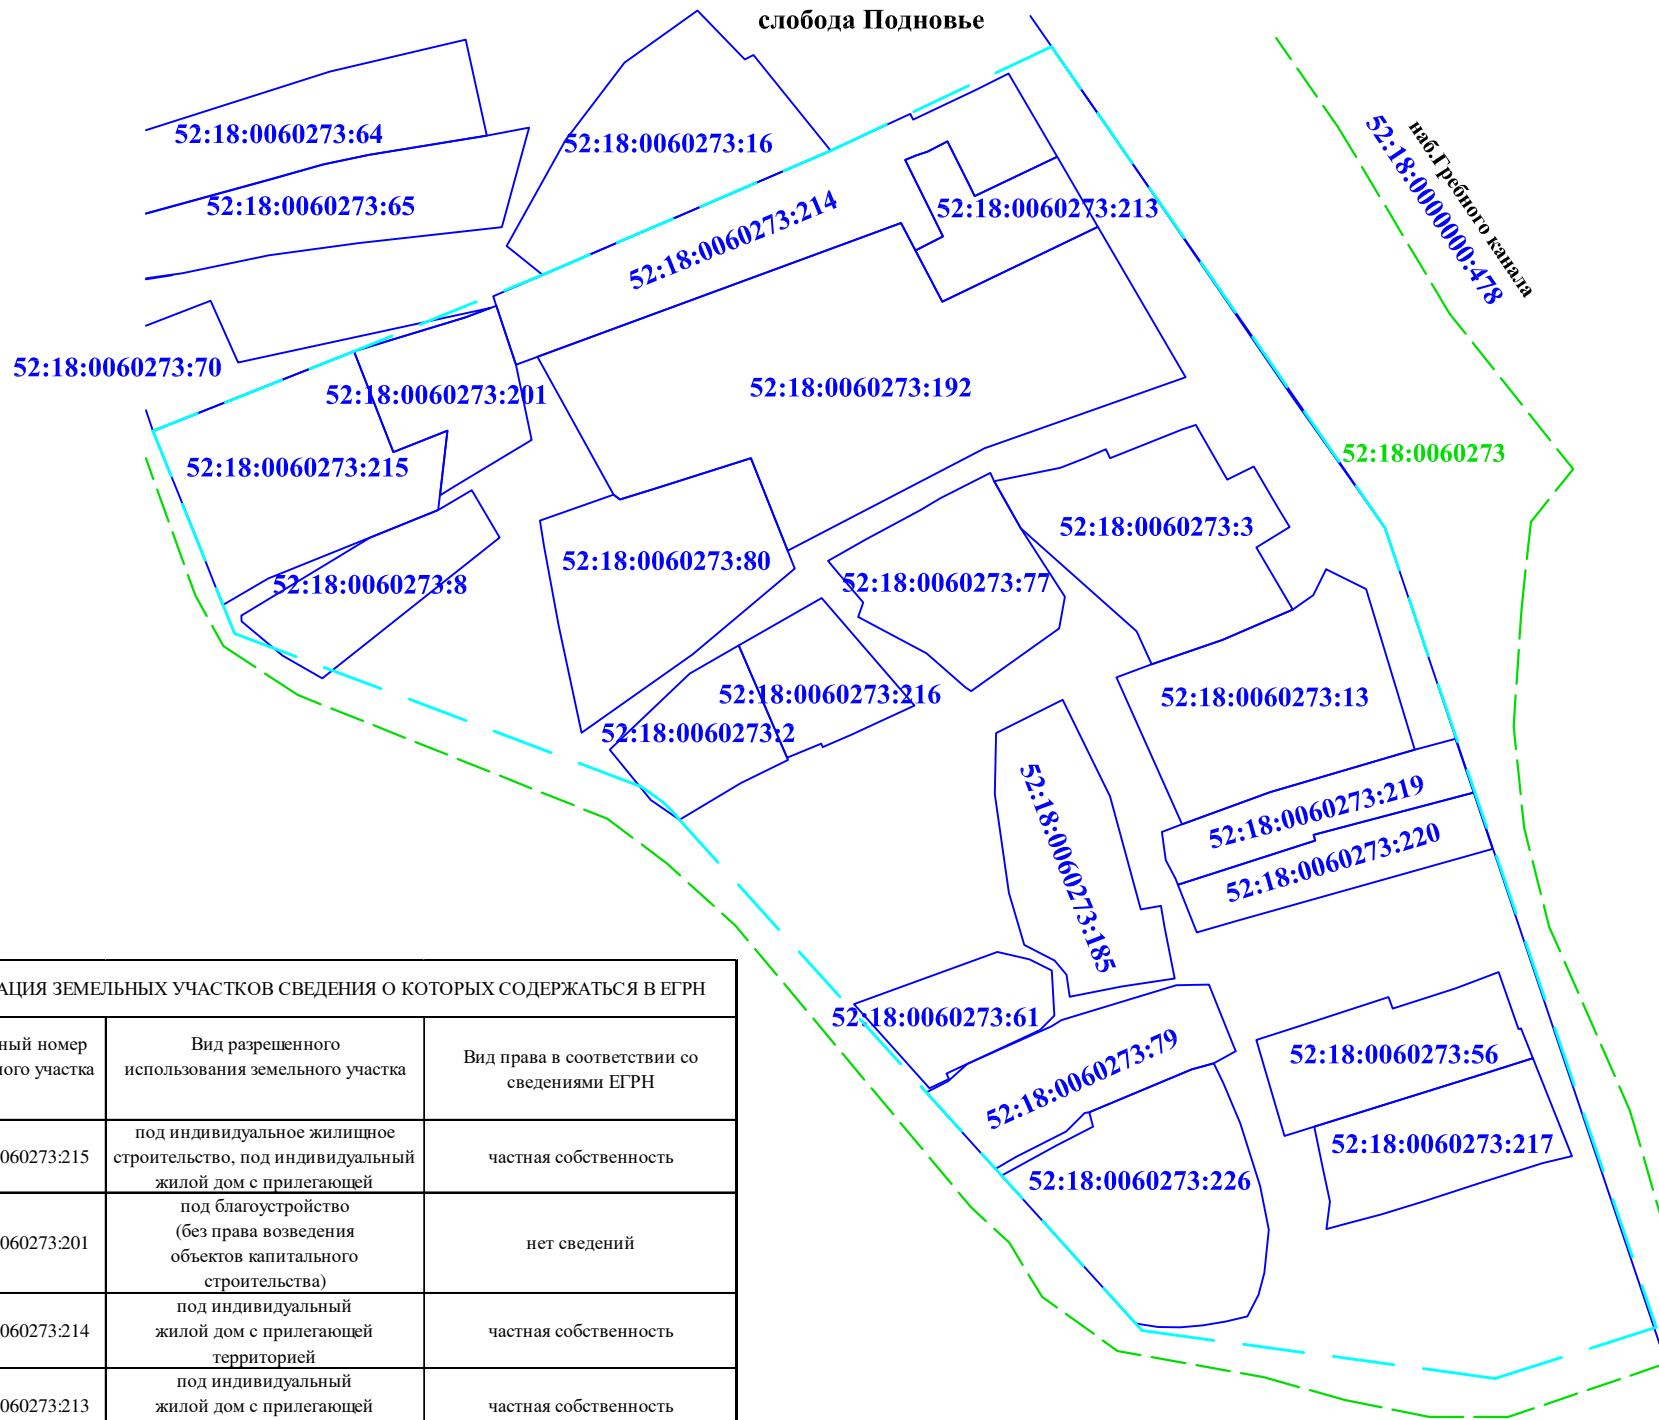 слобода Подновье
52:18:0060273:64
52:18:0060273:16
наб.Гребного канала
52:18:0000000:478
52:18:0060273:65
52:18:0060273:214
52:18:0060273:213
52:18:0060273:70
52:18:0060273:201
52:18:0060273:192
52:18:0060273:215
52:18:0060273
52:18:0060273:3
52:18:0060273:80
52:18:0060273:8
52:18:0060273:77
52:18:0060273:216
52:18:0060273:13
52:18:0060273:2
52:18:0060273:219
52:18:0060273:220
52:18:0060273:185
52:18:0060273:61
52:18:0060273:79
52:18:0060273:56
52:18:0060273:217
52:18:0060273:226
АЦИЯ ЗЕМЕЛЬНЫХ УЧАСТКОВ СВЕДЕНИЯ О КОТОРЫХ СОДЕРЖАТЬСЯ В ЕГРН
ный номер
ного участка
Вид разрешенного
использования земельного участка
Вид права в соответствии со
сведениями ЕГРН
060273:215
под индивидуальное жилищное
строительство, под индивидуальный
жилой дом с прилегающей
частная собственность
060273:201
под благоустройство
(без права возведения
объектов капитального
строительства)
нет сведений
060273:214
под индивидуальный
жилой дом с прилегающей
территорией
частная собственность
060273:213
под индивидуальный
жилой дом с прилегающей
частная собственность